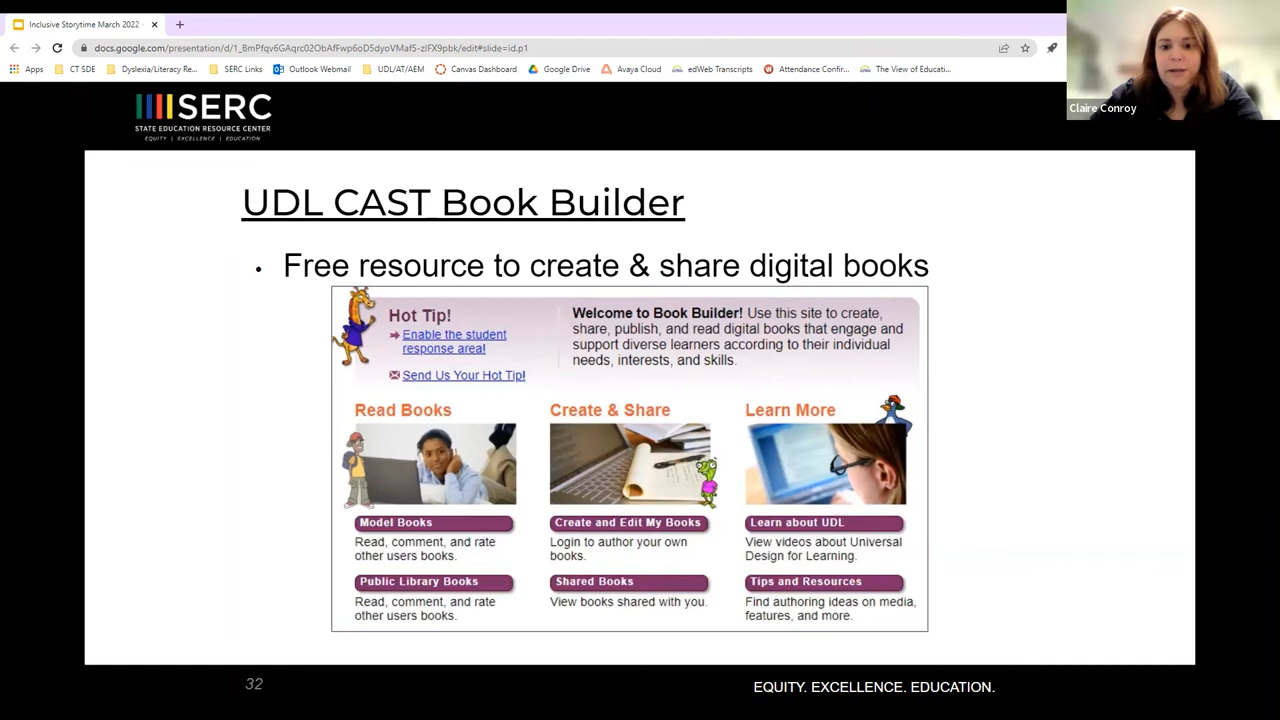 Inclusive Storytime March 2022 -
docs.google.com/presentation/d/1_BmPfqv6GAqrc02ObAfFwp6oD5dyoVMaf5-zIFX9pbk/edit#slide=id.p1
Apps CT SDE Dyslexia/Literacy Re... SERC Links Outlook Webmail UDL/AT/AEM Canvas Dashboard Google Drive Avaya Cloud edWeb Transcripts Attendance Confir... The View of Educati...
Claire Conroy
SERC
STATE EDUCATION RESOURCE CENTER
EQUITY | EXCELLENCE | EDUCATION
UDL CAST Book Builder
• Free resource to create & share digital books
Hot Tip!
Enable the student
response area!
Send Us Your Hot Tip!
Welcome to Book Builder! Use this site to create,
share, publish, and read digital books that engage and
support diverse learners according to their individual
needs, interests, and skills.
Read Books
Model Books
Read, comment, and rate
other users books.
Public Library Books
Read, comment, and rate
other users books.
Create & Share
Create and Edit My Books
Login to author your own
books.
Shared Books
View books shared with you.
Learn More
Learn about UDL
View videos about Universal
Design for Learning.
Tips and Resources
Find authoring ideas on media,
features, and more.
32
EQUITY. EXCELLENCE. EDUCATION.